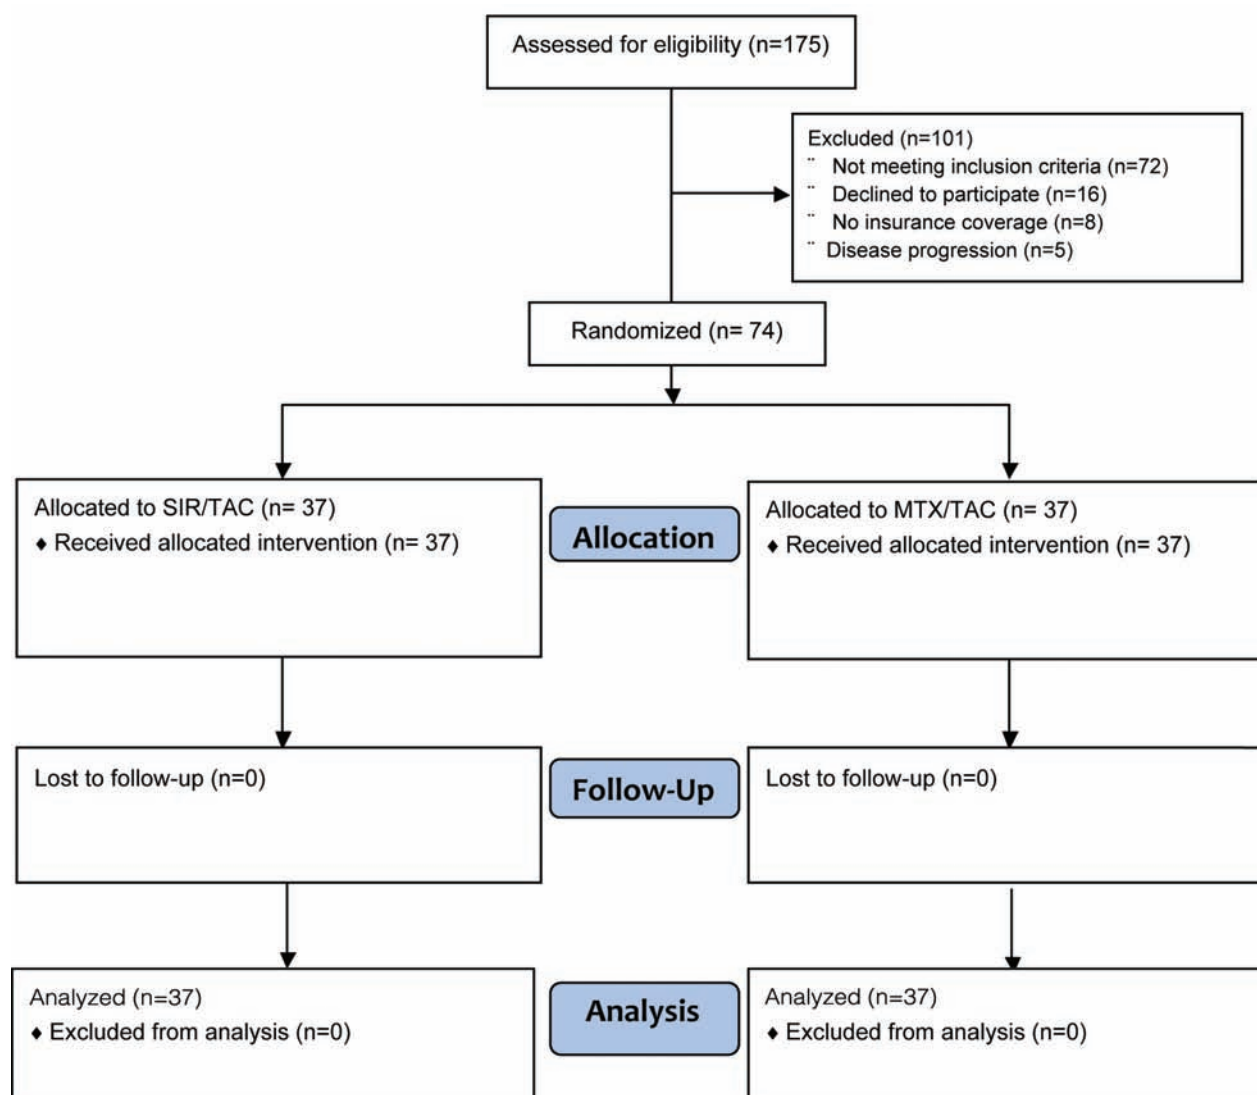 Assessed for eligibility (n=175)
Excluded (n=101)
¨ Not meeting inclusion criteria (n=72)
¨ Declined to participate (n=16)
¨ No insurance coverage (n=8)
¨ Disease progression (n=5)
Randomized (n= 74)
Allocated to SIR/TAC (n= 37)
♦ Received allocated intervention (n= 37)
Allocation
Allocated to MTX/TAC (n= 37)
♦ Received allocated intervention (n= 37)
Lost to follow-up (n=0)
Follow-Up
Lost to follow-up (n=0)
Analyzed (n=37)
♦ Excluded from analysis (n=0)
Analysis
Analyzed (n=37)
♦ Excluded from analysis (n=0)